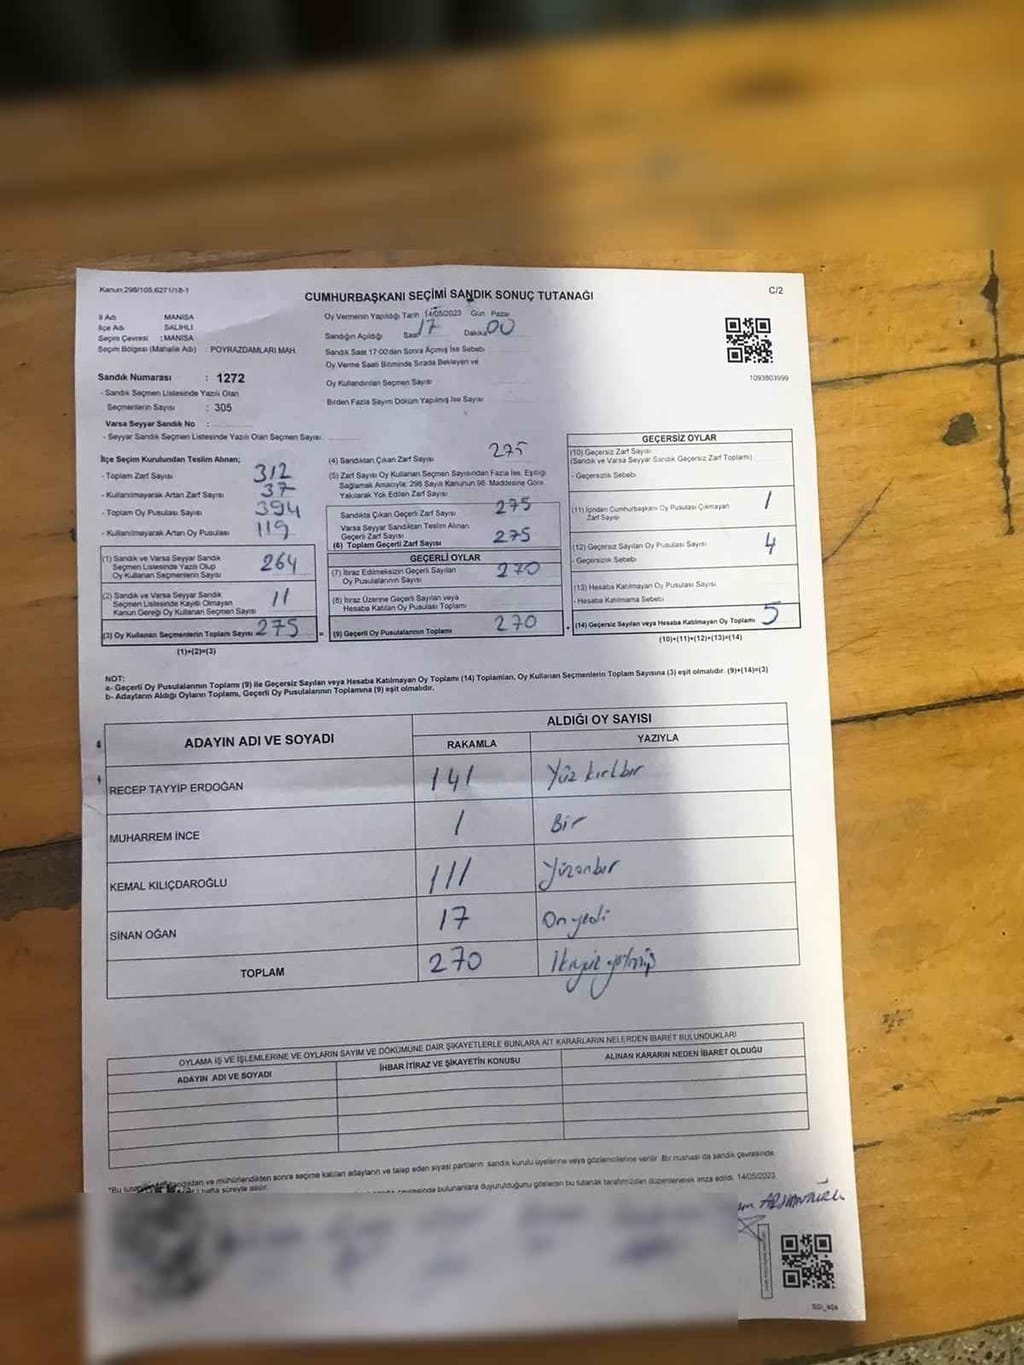 Kanun:298/105,6271/18-1
CUMHURBAŞKANI SEÇİMİ SANDIK SONUÇ TUTANAĞI
C/2
İl Adı : MANİSA
İlçe Adı : SALİHLİ
Seçim Çevresi : MANİSA
Seçim Bölgesi (Mahalle Adı) : POYRAZDAMLARI MAH.
Sandık Numarası : 1272
- Sandık Seçmen Listesinde Yazılı Olan
Seçmenlerin Sayısı : 305
Varsa Seyyar Sandık No :
- Seyyar Sandık Seçmen Listesinde Yazılı Olan Seçmen Sayısı:
Oy Vermenin Yapıldığı Tarih 14/05/2023 Gün Pazar
Sandığın Açıldığı Saat 17 Dakika 00
Sandık Saat 17:00'den Sonra Açılmış İse Sebebi
Oy Verme Saati Bitiminde Sırada Bekleyen ve
Oy Kullandırılan Seçmen Sayısı
Birden Fazla Sayım Döküm Yapılmış İse Sayısı
1093803999
İlçe Seçim Kurulundan Teslim Alınan;
- Toplam Zarf Sayısı 312
- Kullanılmayarak Artan Zarf Sayısı 37
- Toplam Oy Pusulası Sayısı 394
- Kullanılmayarak Artan Oy Pusulası 119
(1) Sandık ve Varsa Seyyar Sandık
Seçmen Listesinde Yazılı Olup
Oy Kullanan Seçmenlerin Sayısı 264
(2) Sandık ve Varsa Seyyar Sandık
Seçmen Listesinde Kayıtlı Olmayan
Kanun Gereği Oy Kullanan Seçmen Sayısı 11
(3) Oy Kullanan Seçmenlerin Toplam Sayısı 275
(1)+(2)=(3)
(4) Sandıktan Çıkan Zarf Sayısı 275
(5) Zarf Sayısı Oy Kullanan Seçmen Sayısından Fazla İse, Eşitliği
Sağlamak Amacıyla; 298 Sayılı Kanunun 98. Maddesine Göre
Yakılarak Yok Edilen Zarf Sayısı
Sandıkta Çıkan Geçerli Zarf Sayısı 275
Varsa Seyyar Sandıktan Teslim Alınan
Geçerli Zarf Sayısı
(6) Toplam Geçerli Zarf Sayısı 275
GEÇERLİ OYLAR
(7) İtiraz Edilmeksizin Geçerli Sayılan
Oy Pusulalarının Sayısı 270
(8) İtiraz Üzerine Geçerli Sayılan veya
Hesaba Katılan Oy Pusulası Toplamı
(9) Geçerli Oy Pusulalarının Toplamı 270
GEÇERSİZ OYLAR
(10) Geçersiz Zarf Sayısı
(Sandık ve Varsa Seyyar Sandık Geçersiz Zarf Toplamı)
- Geçersizlik Sebebi
(11) İçinden Cumhurbaşkanı Oy Pusulası Çıkmayan
Zarf Sayısı 1
(12) Geçersiz Sayılan Oy Pusulası Sayısı 4
- Geçersizlik Sebebi
(13) Hesaba Katılmayan Oy Pusulası Sayısı
- Hesaba Katılmama Sebebi
(14) Geçersiz Sayılan veya Hesaba Katılmayan Oy Toplamı 5
(10)+(11)+(12)+(13)=(14)
NOT:
a- Geçerli Oy Pusulalarının Toplamı (9) ile Geçersiz Sayılan veya Hesaba Katılmayan Oy Toplamı (14) Toplamları, Oy Kullanan Seçmenlerin Toplam Sayısına (3) eşit olmalıdır. (9)+(14)=(3)
b- Adayların Aldığı Oyların Toplamı, Geçerli Oy Pusulalarının Toplamına (9) eşit olmalıdır.
ADAYIN ADI VE SOYADI
ALDIĞI OY SAYISI
RAKAMLA YAZIYLA
RECEP TAYYİP ERDOĞAN 141 Yüz kırkbir
MUHARREM İNCE 1 Bir
KEMAL KILIÇDAROĞLU 111 Yüzonbir
SİNAN OĞAN 17 On yedi
TOPLAM 270 İkiyüz yetmiş
OYLAMA İŞ VE İŞLEMLERİNE VE OYLARIN SAYIM VE DÖKÜMÜNE DAİR ŞİKAYETLERLE BUNLARA AİT KARARLARIN NELERDEN İBARET BULUNDUKLARI
ADAYIN ADI VE SOYADI İHBAR İTİRAZ VE ŞİKAYETİN KONUSU ALINAN KARARIN NEDEN İBARET OLDUĞU
*Bu ve mühürlendikten sonra seçime katılan adayların ve talep eden siyasi partilerin sandık kurulu üyelerine veya gözlemcilerine verilir. Bir nüshası da sandık çevresinde
hafta süreyle asılır.
bulunanlara duyurulduğunu gösteren bu tutanak tarafımızdan düzenlenerek imza edildi. 14/05/2023